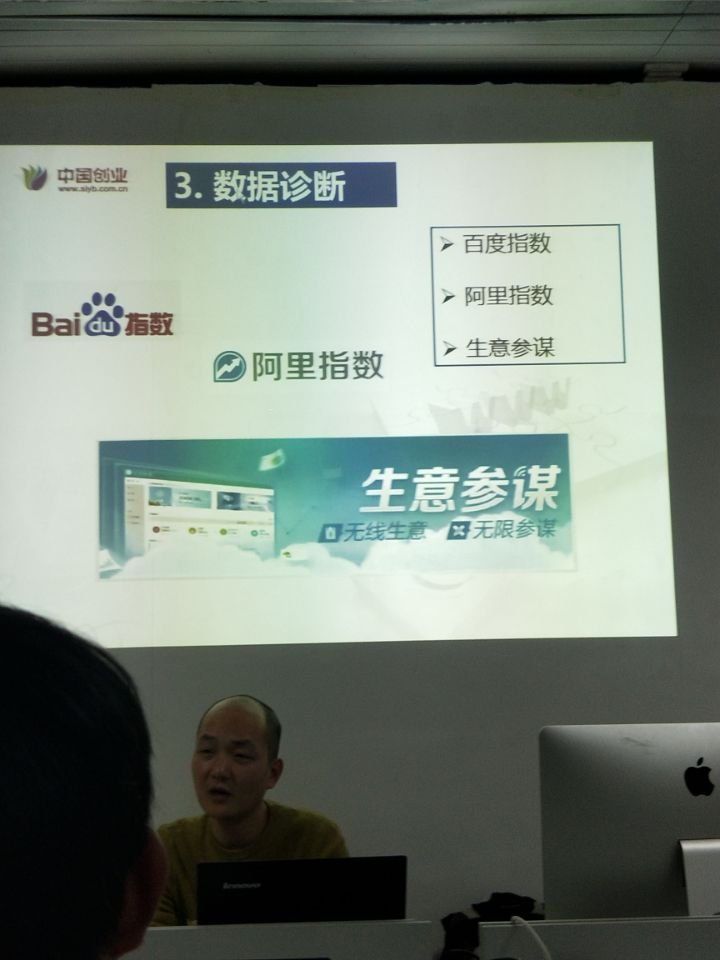 中国创业
www.siyb.com.cn
3. 数据诊断
百度指数
阿里指数
生意参谋
Bai du 指数
阿里指数
生意参谋
无线生意 无限参谋
lenovo